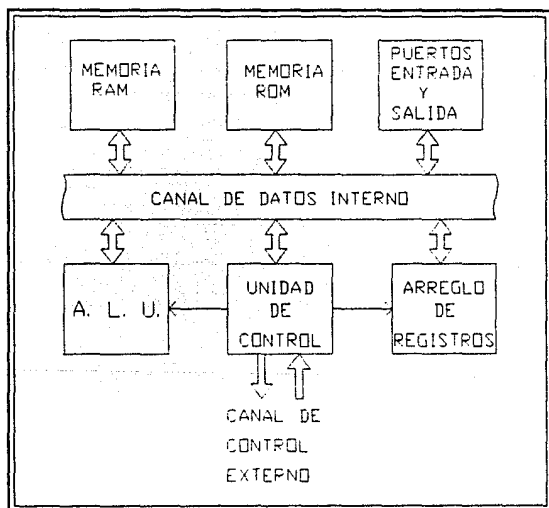 MEMORIA
RAM
MEMORIA
ROM
PUERTOS
ENTRADA
Y
SALIDA
CANAL DE DATOS INTERNO
A. L. U.
UNIDAD
DE
CONTROL
ARREGLO
DE
REGISTROS
CANAL DE
CONTROL
EXTERNO